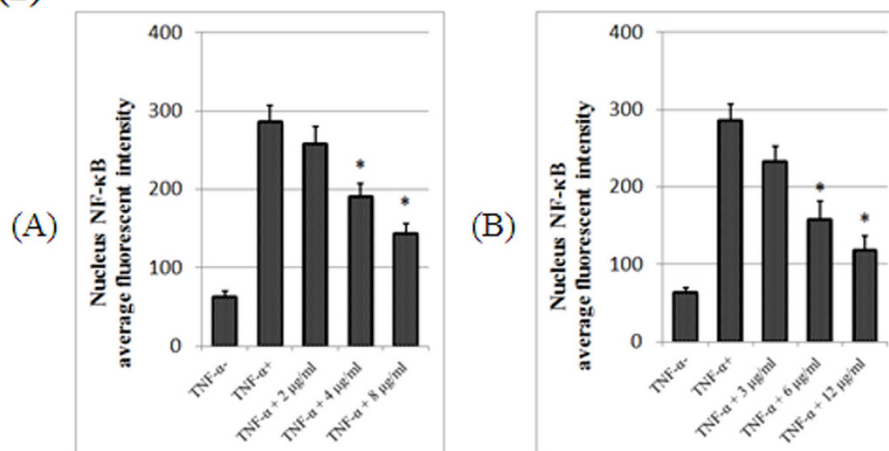 (A)
Nucleus NF-κB
average fluorescent intensity
400
300
200
100
0
*
*
TNF-α-
TNF-α+
TNF-α + 2 μg/ml
TNF-α + 4 μg/ml
TNF-α + 8 μg/ml
(B)
Nucleus NF-κB
average fluorescent intensity
400
300
200
100
0
*
*
TNF-α-
TNF-α+
TNF-α + 3 μg/ml
TNF-α + 6 μg/ml
TNF-α + 12 μg/ml